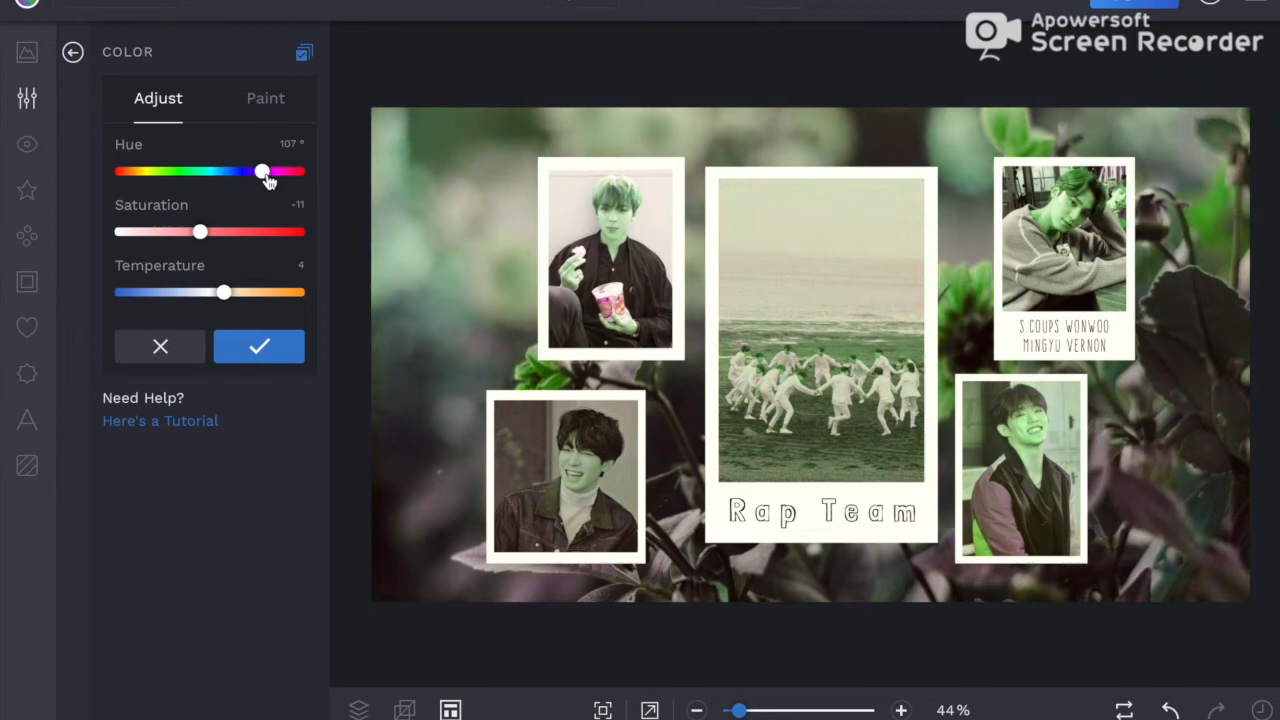 Apowersoft
Screen Recorder
COLOR
Adjust Paint
Hue 107 °
Saturation -11
Temperature 4
Need Help?
Here's a Tutorial
S.COUPS WONWOO
MINGYU VERNON
Rap Team
44%